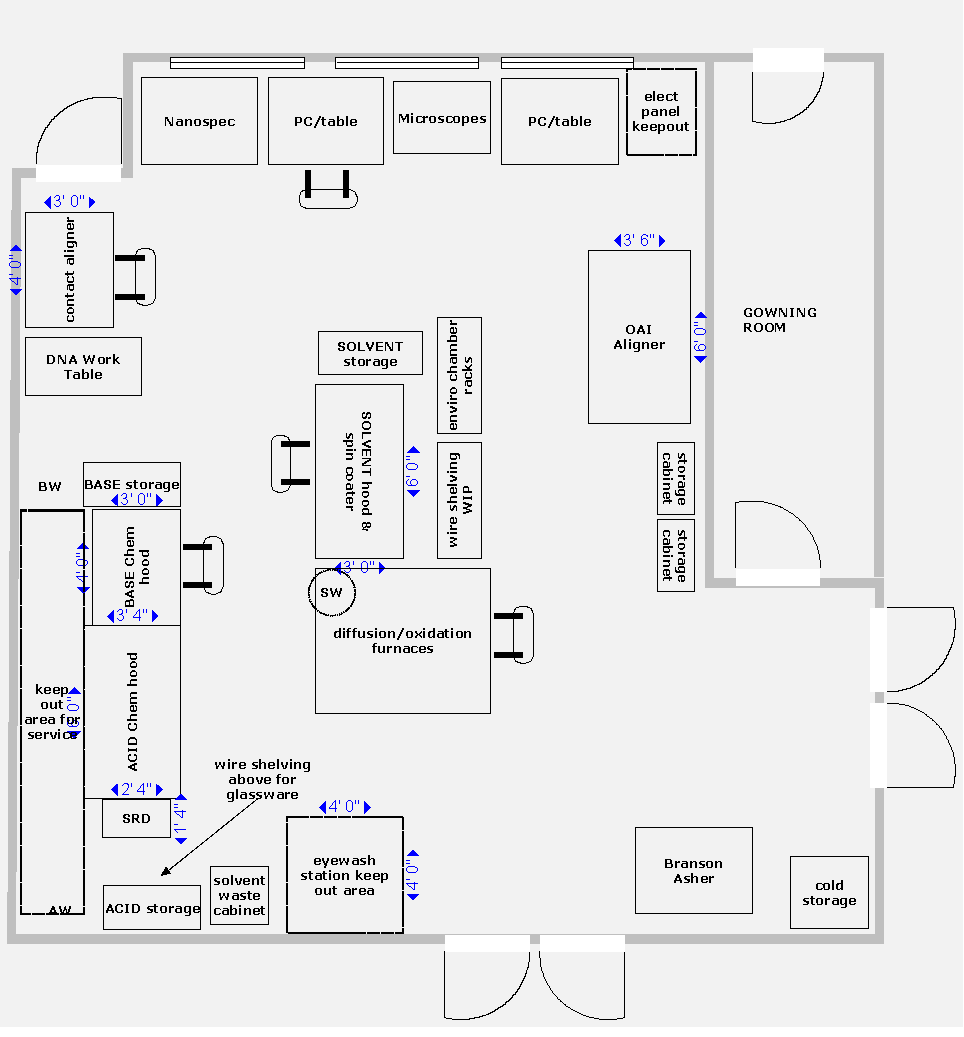 Nanospec
PC/table
Microscopes
PC/table
elect
panel
keepout
3' 0"
4' 0"
contact aligner
DNA Work
Table
3' 6"
6' 0"
OAI
Aligner
GOWNING
ROOM
SOLVENT
storage
enviro chamber
racks
SOLVENT hood &
spin coater
6' 0"
3' 0"
wire shelving
WIP
storage
cabinet
storage
cabinet
BW
BASE storage
3' 0"
4' 0"
BASE Chem
hood
3' 4"
SW
diffusion/oxidation
furnaces
keep
out
area for
service
6' 0"
ACID Chem hood
2' 4"
1' 4"
SRD
wire shelving
above for
glassware
4' 0"
4' 0"
eyewash
station keep
out area
solvent
waste
cabinet
ACID storage
AW
Branson
Asher
cold
storage